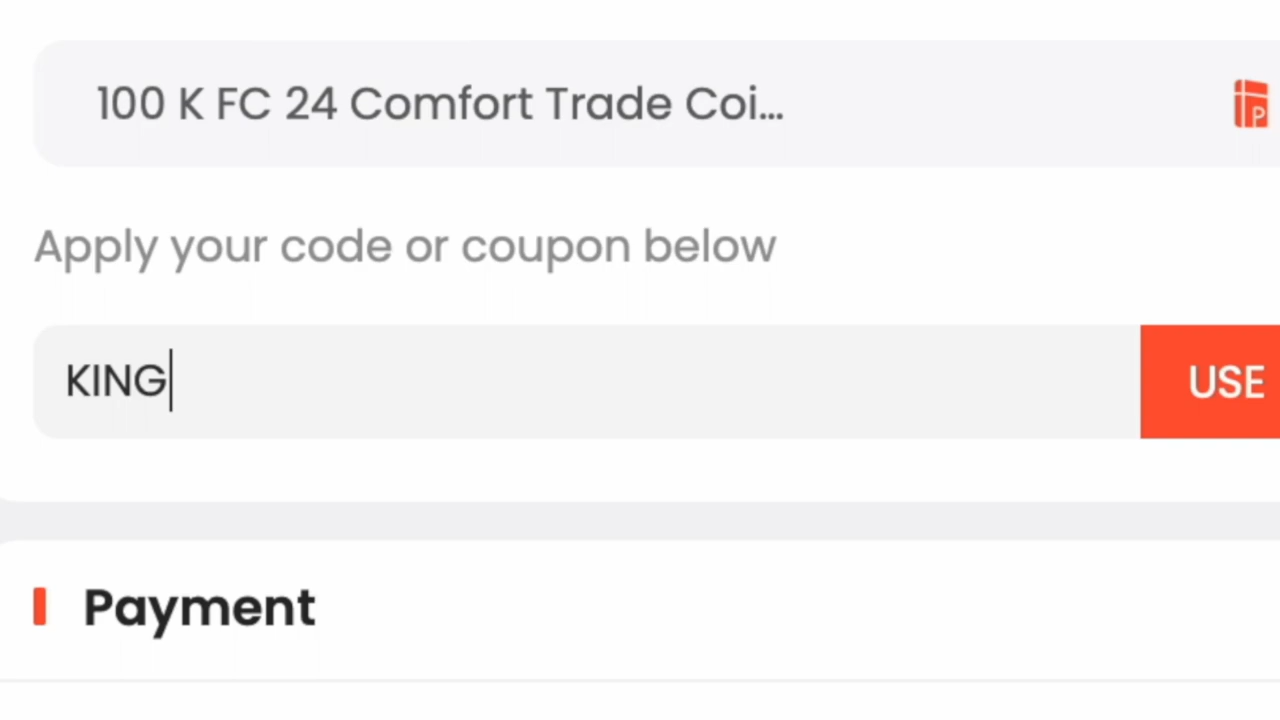 100 K FC 24 Comfort Trade Coi...
P
Apply your code or coupon below
KING
USE
Payment